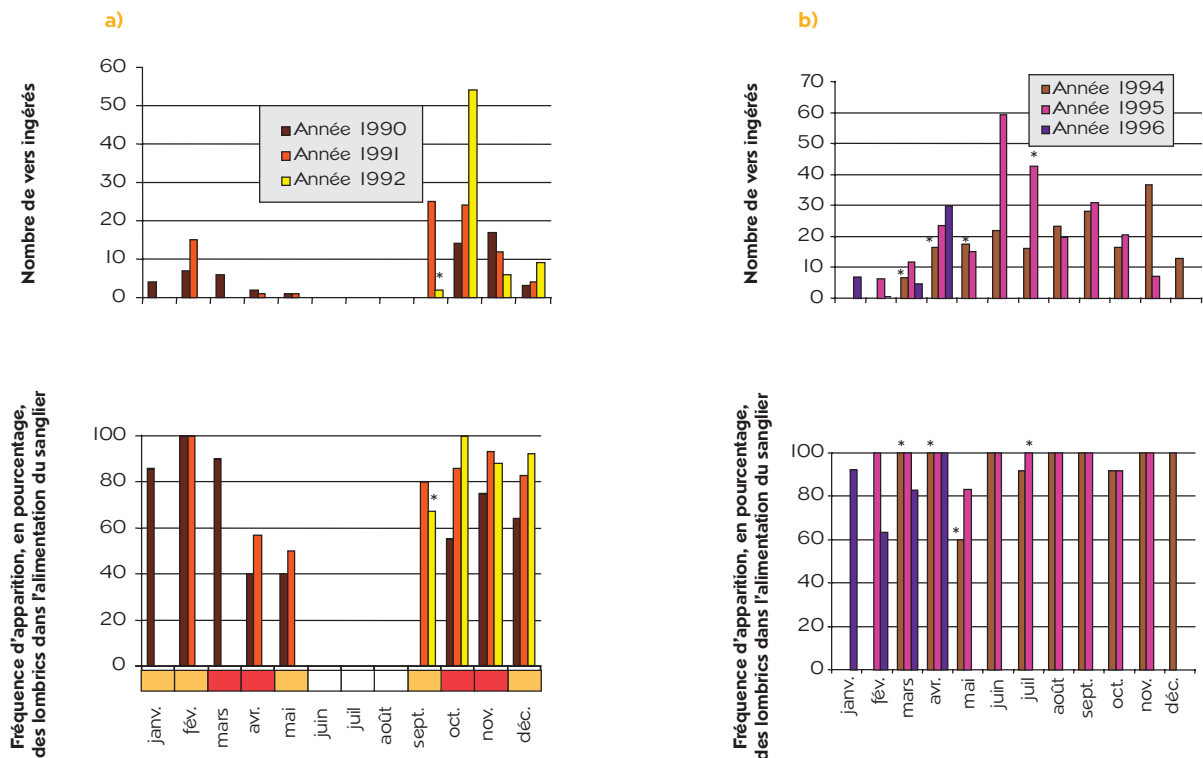 a)
Nombre de vers ingérés
60
50
40
30
20
10
0
Année 1990
Année 1991
Année 1992
*
Fréquence d'apparition, en pourcentage,
des lombrics dans l'alimentation du sanglier
100
80
60
40
20
0
*
janv.
fév.
mars
avr.
mai
juin
juil
août
sept.
oct.
nov.
déc.
b)
Nombre de vers ingérés
70
60
50
40
30
20
10
0
Année 1994
Année 1995
Année 1996
*
*
*
*
Fréquence d'apparition, en pourcentage,
des lombrics dans l'alimentation du sanglier
100
80
60
40
20
0
*
*
*
*
janv.
fév.
mars
avr.
mai
juin
juil
août
sept.
oct.
nov.
déc.